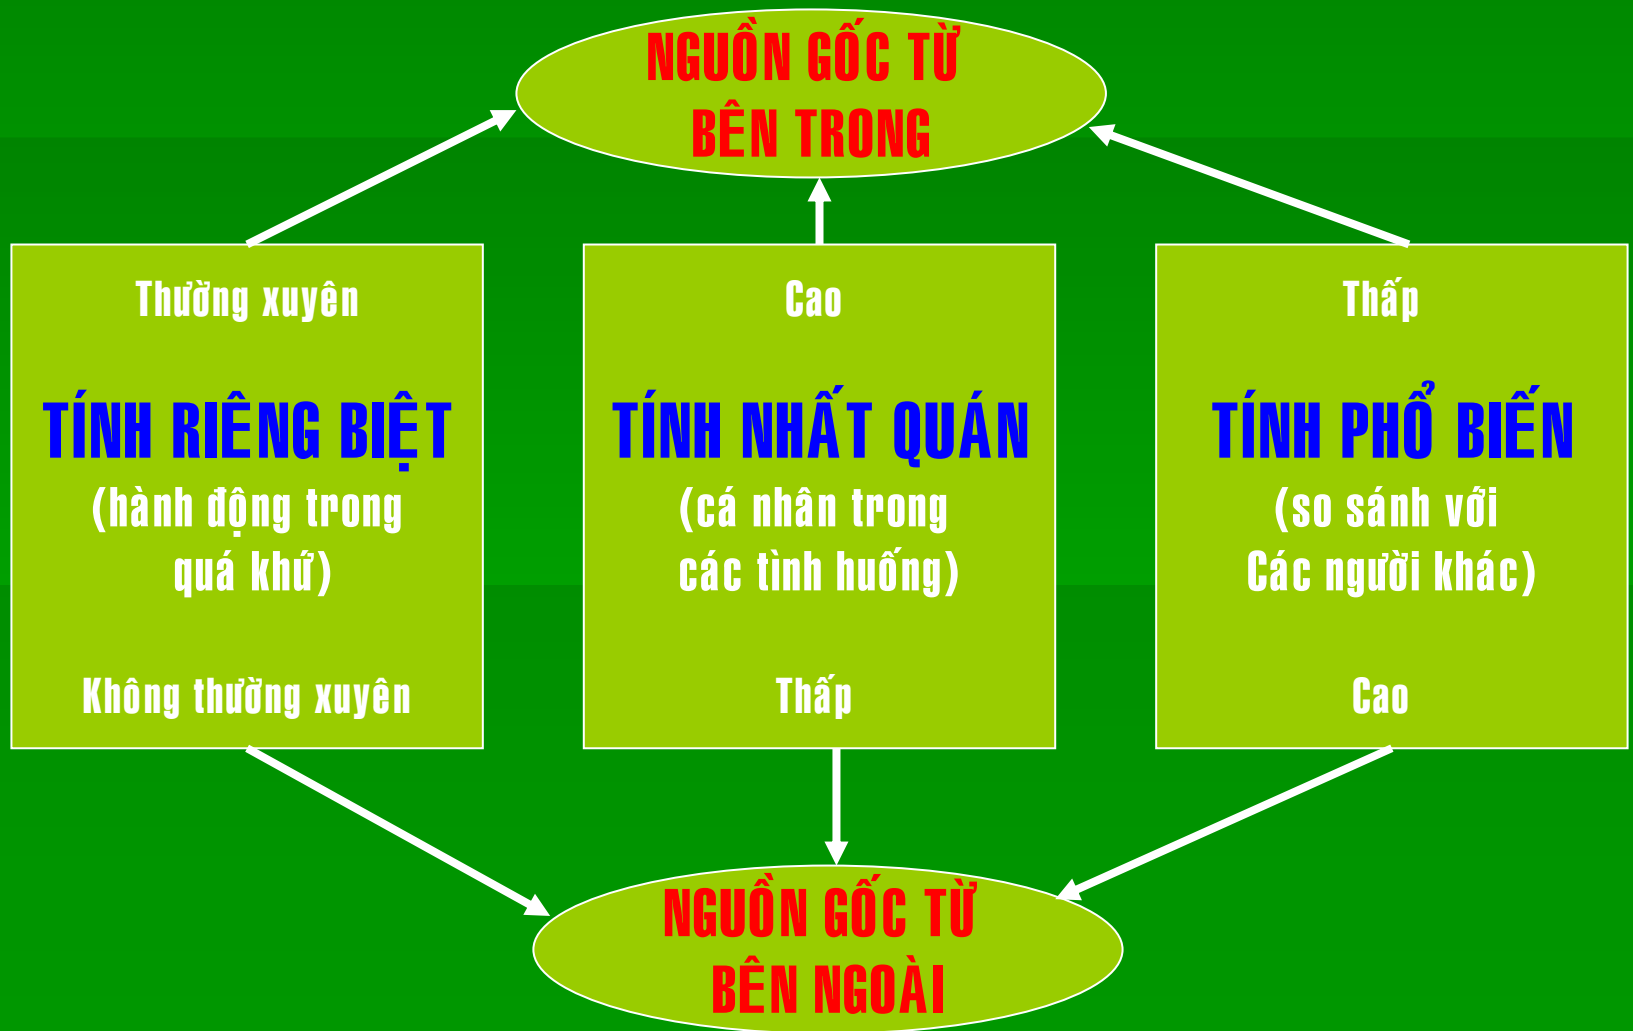 NGUỒN GỐC TỪ
BÊN TRONG
Thường xuyên
TÍNH RIÊNG BIỆT
(hành động trong
quá khứ)
Không thường xuyên
Cao
TÍNH NHẤT QUÁN
(cá nhân trong
các tình huống)
Thấp
Thấp
TÍNH PHỔ BIẾN
(so sánh với
Các người khác)
Cao
NGUỒN GỐC TỪ
BÊN NGOÀI